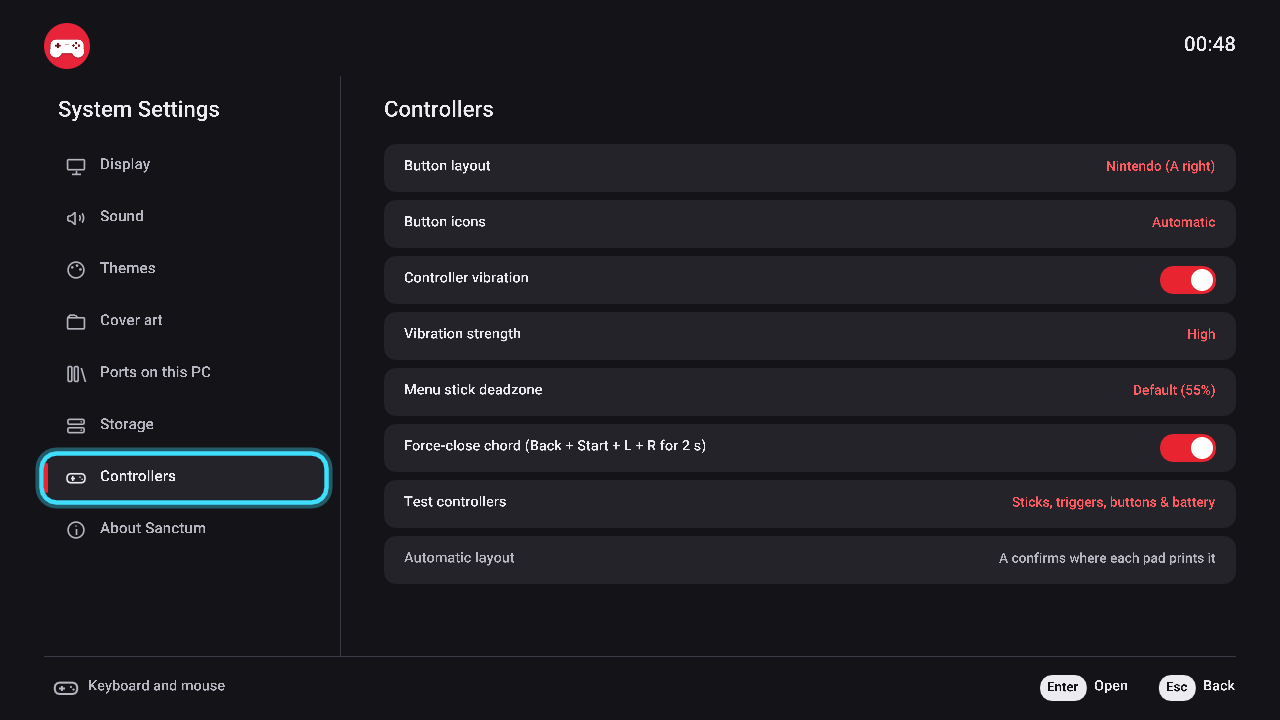 00:48
System Settings
Display
Sound
Themes
Cover art
Ports on this PC
Storage
Controllers
About Sanctum
Controllers
Button layout Nintendo (A right)
Button icons Automatic
Controller vibration
Vibration strength High
Menu stick deadzone Default (55%)
Force-close chord (Back + Start + L + R for 2 s)
Test controllers Sticks, triggers, buttons & battery
Automatic layout A confirms where each pad prints it
Keyboard and mouse
Enter Open Esc Back